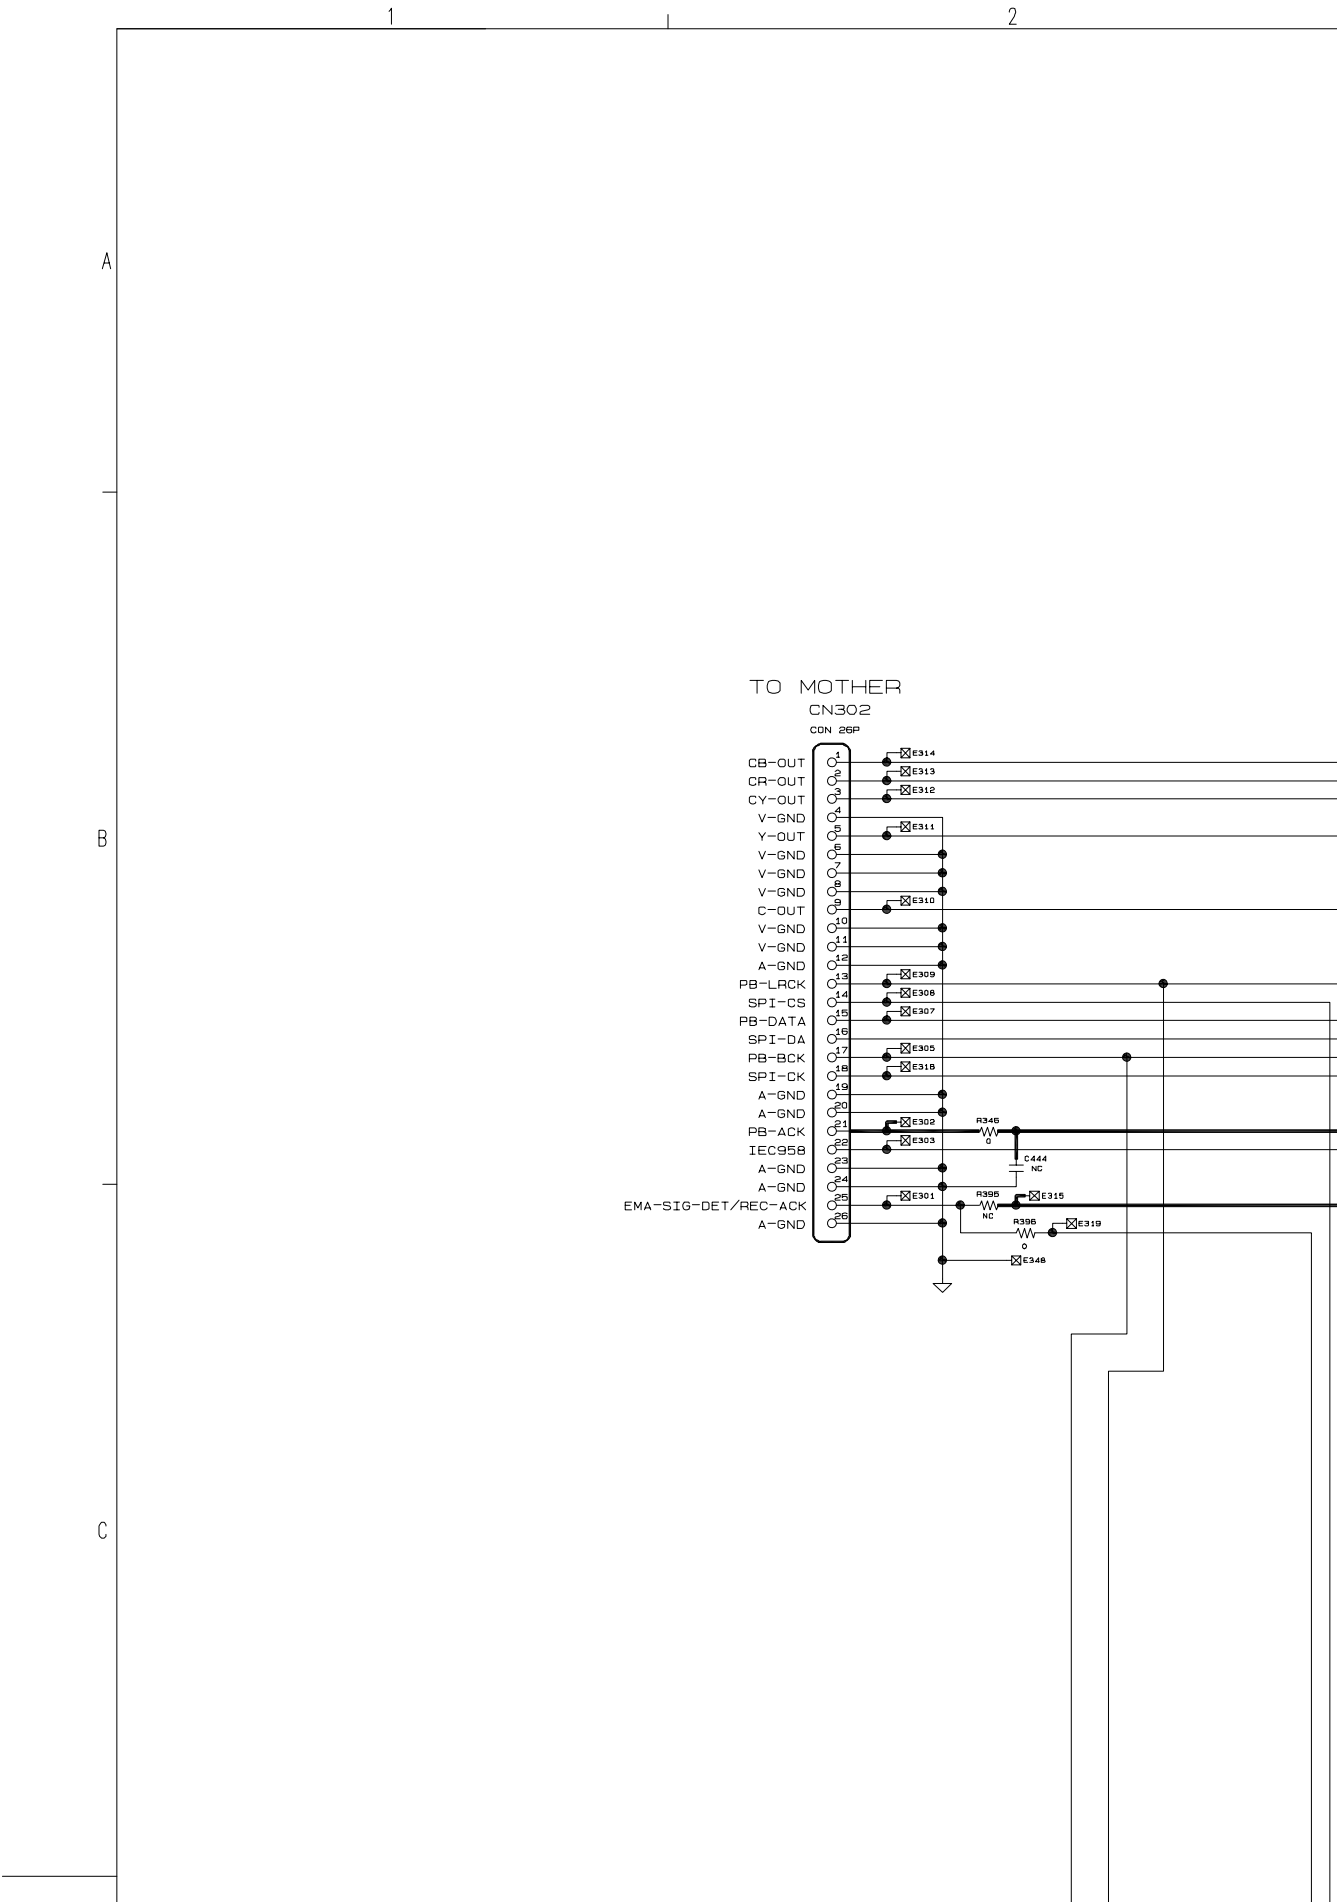 1 2
A
TO MOTHER
CN302
CON 26P
CB-OUT 1 E314
CR-OUT 2 E313
CY-OUT 3 E312
V-GND 4
B
Y-OUT 5 E311
V-GND 6
V-GND 7
V-GND 8
C-OUT 9 E310
V-GND 10
V-GND 11
A-GND 12
PB-LRCK 13 E309
SPI-CS 14
PB-DATA 15 E307
SPI-DA 16
PB-BCK 17 E305
SPI-CK 18
A-GND 19
A-GND 20
PB-ACK 21 E302 R346
0
IEC958 22 E303
A-GND 23 C444
NC
A-GND 24
EMA-SIG-DET/REC-ACK 25 E301 R395 E315
NC
A-GND 26 R396 E319
0
E348
C